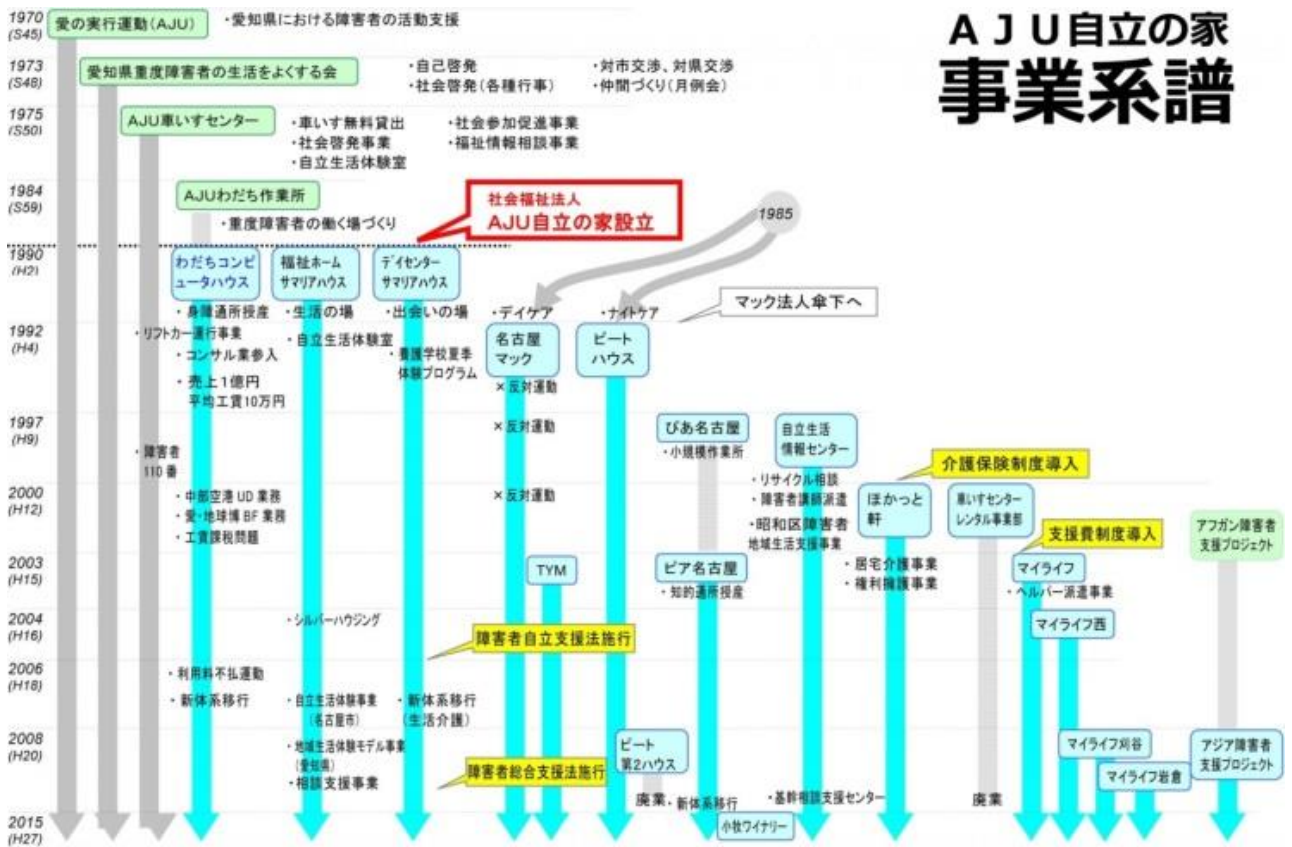 AJU自立の家
事業系譜
1970
(S45)
愛の実行運動(AJU)
・愛知県における障害者の活動支援
1973
(S48)
愛知県重度障害者の生活をよくする会
・自己啓発
・社会啓発(各種行事)
・対市交渉、対県交渉
・仲間づくり(月例会)
1975
(S50)
AJU車いすセンター
・車いす無料貸出
・社会啓発事業
・自立生活体験室
・社会参加促進事業
・福祉情報相談事業
1984
(S59)
AJUわだち作業所
・重度障害者の働く場づくり
社会福祉法人
AJU自立の家設立
1985
1990
(H2)
わだちコンピ
ュータハウス
福祉ホーム
サマリアハウス
デイセンター
サマリアハウス
・身障通所授産
・生活の場
・出会いの場
・デイケア
・ナイトケア
マック法人傘下へ
1992
(H4)
・リフトカー運行事業
・コンサル業参入
・売上1億円
平均工賃10万円
・自立生活体験室
・養護学校夏季
体験プログラム
名古屋
マック
ビート
ハウス
×反対運動
1997
(H9)
・障害者
110番
×反対運動
ぴあ名古屋
・小規模作業所
自立生活
情報センター
・リサイクル相談
・障害者講師派遣
・昭和区障害者
地域生活支援事業
介護保険制度導入
2000
(H12)
・中部空港UD業務
・愛・地球博BF業務
・工賃課税問題
×反対運動
ほかっと
軒
車いすセンター
レンタル事業部
支援費制度導入
アフガン障害者
支援プロジェクト
2003
(H15)
TYM
ピア名古屋
・知的通所授産
・居宅介護事業
・権利擁護事業
マイライフ
・ヘルパー派遣事業
2004
(H16)
・シルバーハウジング
マイライフ西
障害者自立支援法施行
2006
(H18)
・利用料不払運動
・新体系移行
・自立生活体験事業
(名古屋市)
・新体系移行
(生活介護)
2008
(H20)
・地域生活体験モデル事業
(愛知県)
・相談支援事業
障害者総合支援法施行
ビート
第2ハウス
廃業
・新体系移行
・基幹相談支援センター
廃業
マイライフ刈谷
マイライフ岩倉
アジア障害者
支援プロジェクト
2015
(H27)
小牧ワイナリー